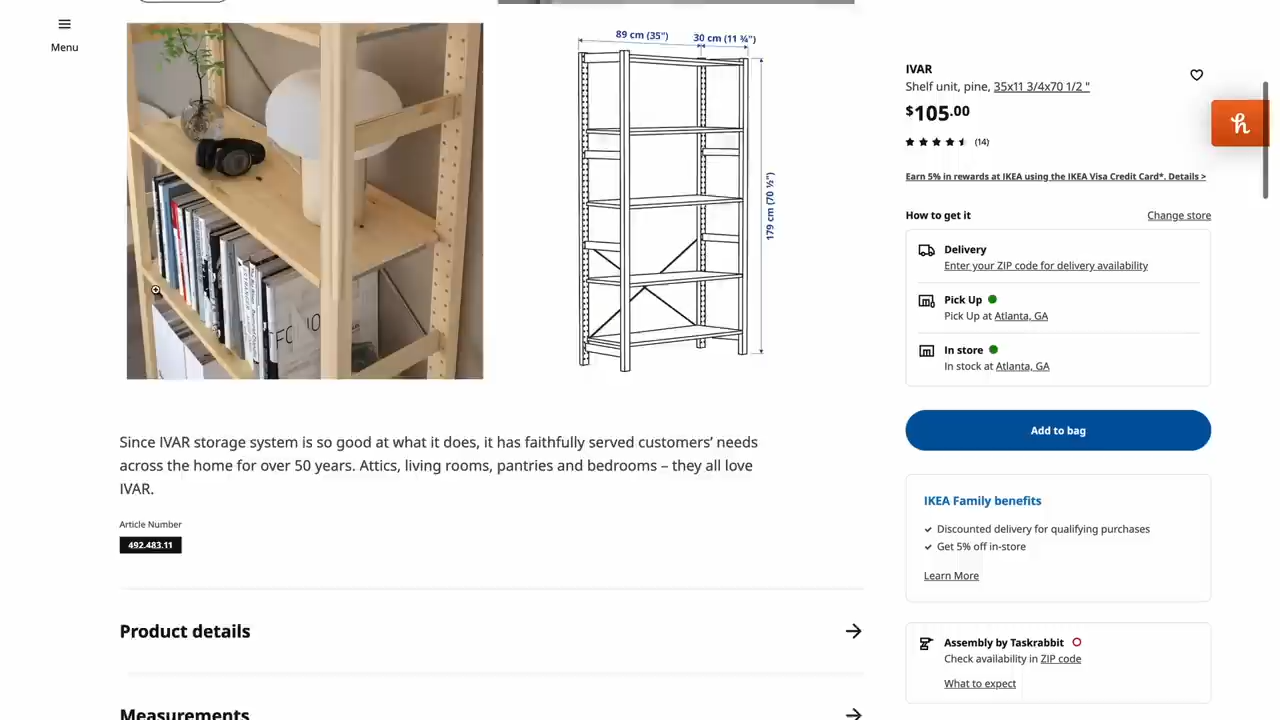 Menu
89 cm (35")
30 cm (11 ¾")
179 cm (70 ½")
Since IVAR storage system is so good at what it does, it has faithfully served customers’ needs
across the home for over 50 years. Attics, living rooms, pantries and bedrooms – they all love
IVAR.
Article Number
492.483.11
Product details
Measurements
IVAR
Shelf unit, pine, 35x11 3/4x70 1/2 "
$105.00
(14)
Earn 5% in rewards at IKEA using the IKEA Visa Credit Card*. Details >
How to get it
Change store
Delivery
Enter your ZIP code for delivery availability
Pick Up
Pick Up at Atlanta, GA
In store
In stock at Atlanta, GA
Add to bag
IKEA Family benefits
Discounted delivery for qualifying purchases
Get 5% off in-store
Learn More
Assembly by Taskrabbit
Check availability in ZIP code
What to expect